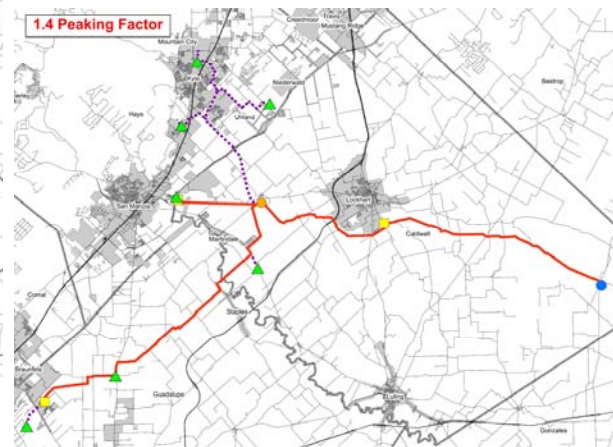 1.4 Peaking Factor
Creedmoor
Travis
Mustang Ridge
Mountain City
Kyle
Niederwald
Bastrop
Hays
Uhland
San Marcos
Lockhart
Martindale
Caldwell
Comal
Staples
Braunfels
Guadalupe
Luling
Gonzales